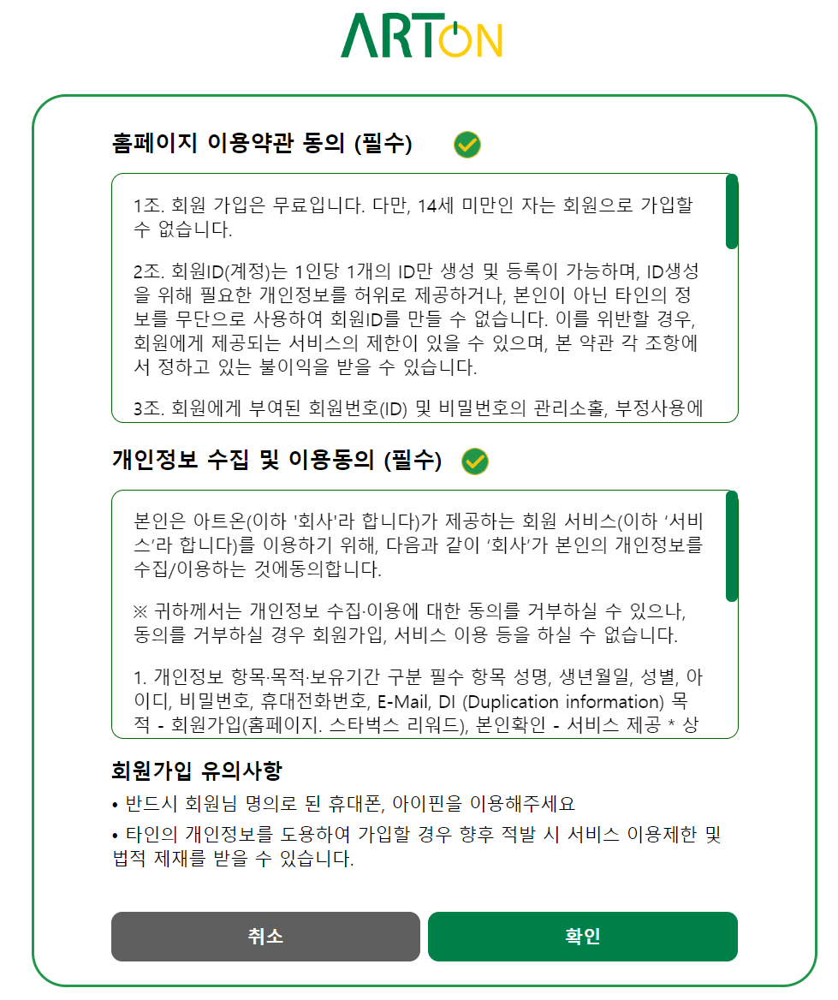 ARTON
홈페이지 이용약관 동의 (필수)
1조. 회원 가입은 무료입니다. 다만, 14세 미만인 자는 회원으로 가입할
수 없습니다.
2조. 회원ID(계정)는 1인당 1개의 ID만 생성 및 등록이 가능하며, ID생성
을 위해 필요한 개인정보를 허위로 제공하거나, 본인이 아닌 타인의 정
보를 무단으로 사용하여 회원ID를 만들 수 없습니다. 이를 위반할 경우,
회원에게 제공되는 서비스의 제한이 있을 수 있으며, 본 약관 각 조항에
서 정하고 있는 불이익을 받을 수 있습니다.
3조. 회원에게 부여된 회원번호(ID) 및 비밀번호의 관리소홀, 부정사용에
개인정보 수집 및 이용동의 (필수)
본인은 아트온(이하 '회사'라 합니다)가 제공하는 회원 서비스(이하 ‘서비
스’라 합니다)를 이용하기 위해, 다음과 같이 ‘회사’가 본인의 개인정보를
수집/이용하는 것에동의합니다.
※ 귀하께서는 개인정보 수집·이용에 대한 동의를 거부하실 수 있으나,
동의를 거부하실 경우 회원가입, 서비스 이용 등을 하실 수 없습니다.
1. 개인정보 항목·목적·보유기간 구분 필수 항목 성명, 생년월일, 성별, 아
이디, 비밀번호, 휴대전화번호, E-Mail, DI (Duplication information) 목
적 - 회원가입(홈페이지. 스타벅스 리워드), 본인확인 - 서비스 제공 * 상
회원가입 유의사항
• 반드시 회원님 명의로 된 휴대폰, 아이핀을 이용해주세요
• 타인의 개인정보를 도용하여 가입할 경우 향후 적발 시 서비스 이용제한 및
법적 제재를 받을 수 있습니다.
취소
확인